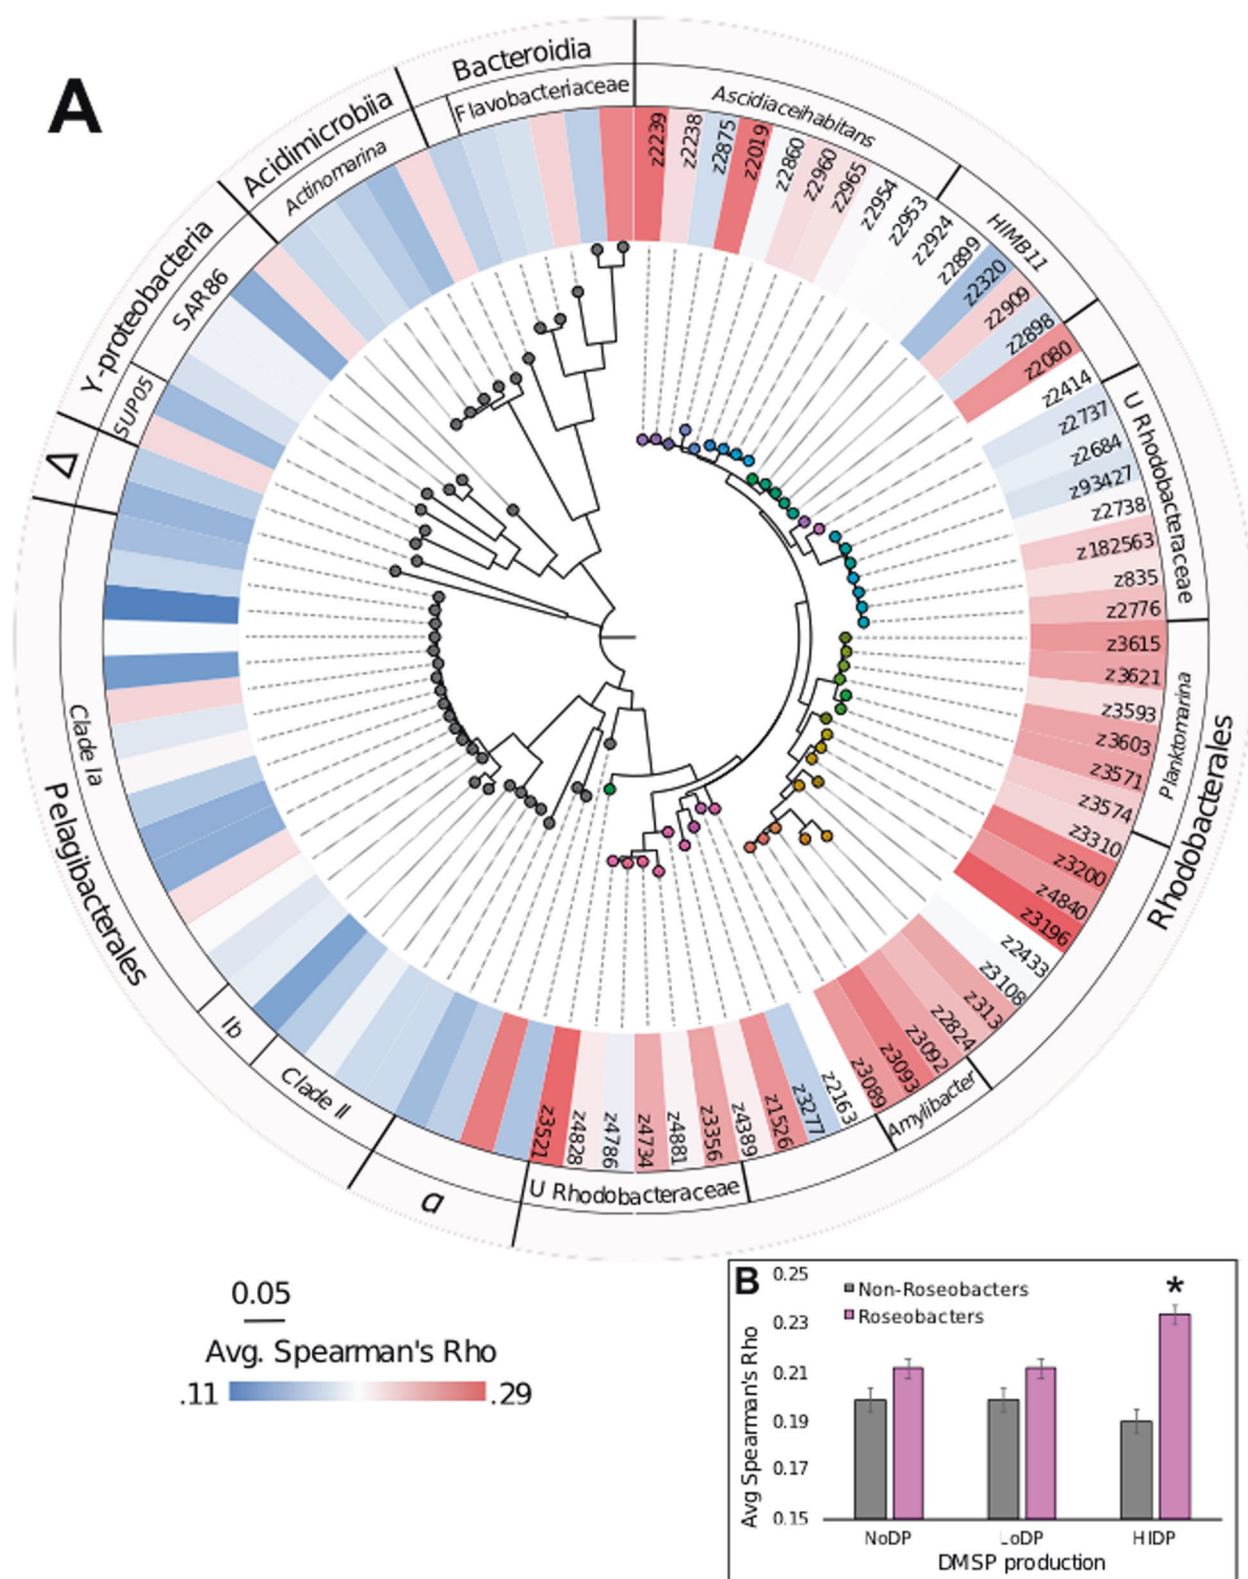 A
Bacteroidia
Flavobacteriaceae
Acidimicrobiia
Actinomarina
Y-proteobacteria
SAR86
SUP05
Δ
Clade Ia
Pelagibacterales
Ib
Clade II
α
Ascidiaceihabitans
HIMB11
U Rhodobacteraceae
Planktomarina
Rhodobacterales
Amylibacter
U Rhodobacteraceae
z2239
z2238
z2875
z2019
z2860
z2960
z2965
z2954
z2953
z2924
z2899
z2320
z2909
z2898
z2080
z2414
z2737
z2684
z93427
z2738
z182563
z835
z2776
z3615
z3621
z3593
z3603
z3571
z3574
z3310
z3200
z4840
z3196
z2433
z3108
z313
z2824
z3092
z3093
z3089
z2163
z3277
z1526
z4389
z3356
z4881
z4734
z4786
z4828
z3521
0.05
Avg. Spearman's Rho
.11 .29
B
Non-Roseobacters
Roseobacters
*
Avg Spearman's Rho
0.25
0.23
0.21
0.19
0.17
0.15
NoDP LoDP HIDP
DMSP production